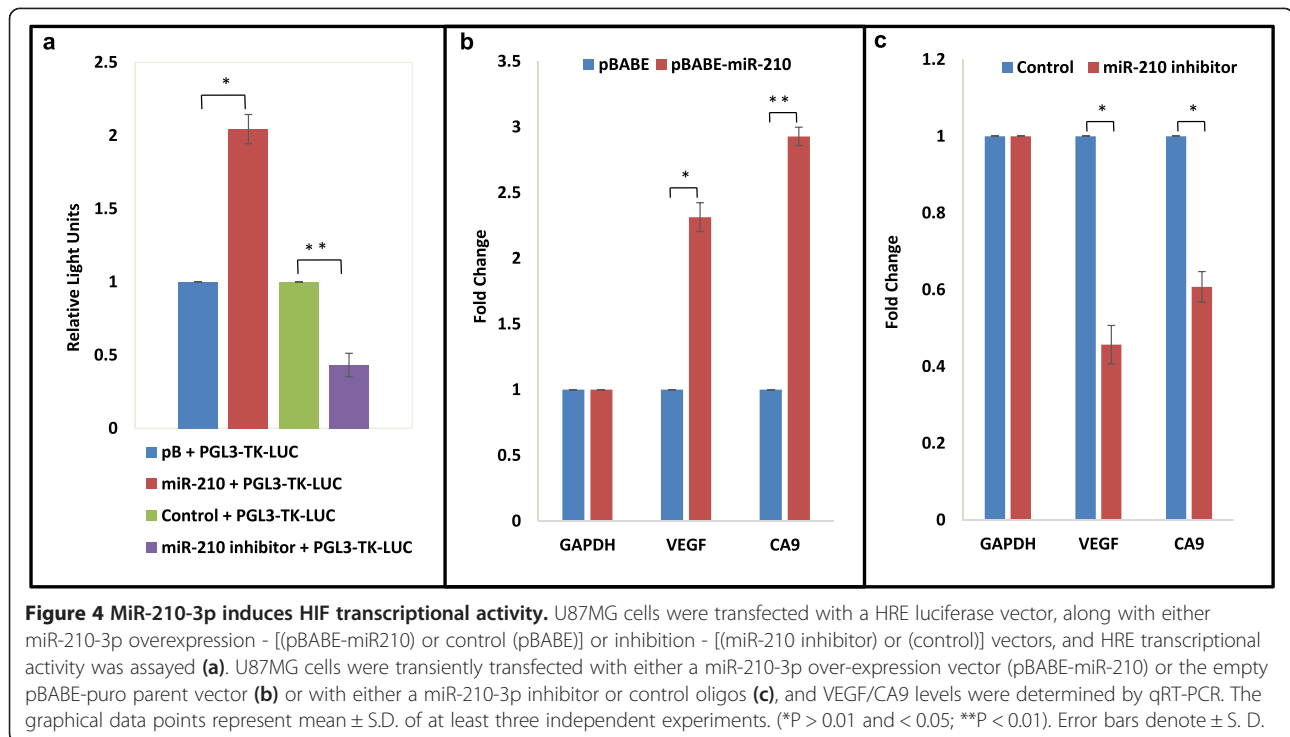 a
2.5
2
1.5
1
0.5
0
Relative Light Units
*
* *
pB + PGL3-TK-LUC
miR-210 + PGL3-TK-LUC
Control + PGL3-TK-LUC
miR-210 inhibitor + PGL3-TK-LUC
b
3.5
3
2.5
2
1.5
1
0.5
0
Fold Change
pBABE pBABE-miR-210
*
* *
GAPDH VEGF CA9
c
1.2
1
0.8
0.6
0.4
0.2
0
Fold Change
Control miR-210 inhibitor
*
*
GAPDH VEGF CA9
Figure 4 MiR-210-3p induces HIF transcriptional activity. U87MG cells were transfected with a HRE luciferase vector, along with either
miR-210-3p overexpression - [(pBABE-miR210) or control (pBABE)] or inhibition - [(miR-210 inhibitor) or (control)] vectors, and HRE transcriptional
activity was assayed (a). U87MG cells were transiently transfected with either a miR-210-3p over-expression vector (pBABE-miR-210) or the empty
pBABE-puro parent vector (b) or with either a miR-210-3p inhibitor or control oligos (c), and VEGF/CA9 levels were determined by qRT-PCR. The
graphical data points represent mean ± S.D. of at least three independent experiments. (*P > 0.01 and < 0.05; **P < 0.01). Error bars denote ± S. D.